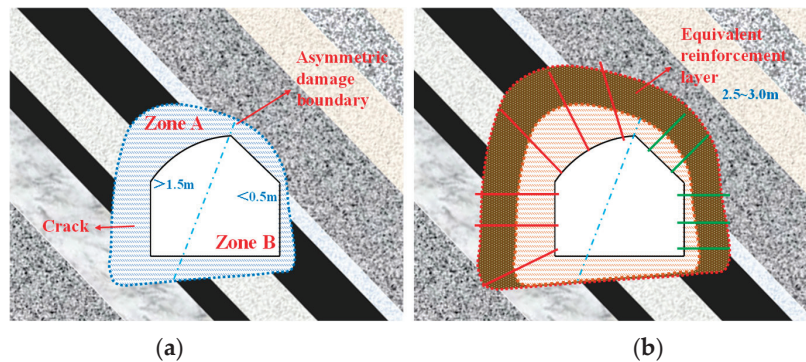 Asymmetric
damage
boundary
Zone A
>1.5m
<0.5m
Crack
Zone B
(a)
Equivalent
reinforcement
layer
2.5~3.0m
(b)